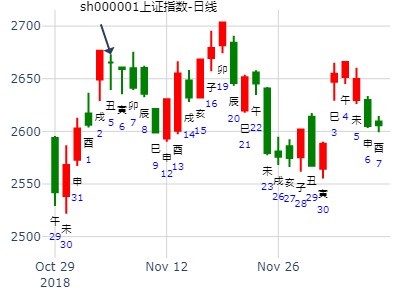 sh000001上证指数-日线
2700
2650
2600
2550
2500
午 29
未 30
申 31
酉 1
戌 2
丑 5
寅 6
卯 7
辰 8
巳 9
申 12
酉 13
戌 14
亥 15
子 16
卯 19
辰 20
巳 21
午 22
未 23
戌 26
亥 27
子 28
丑 29
寅 30
巳 3
午 4
未 5
申 6
酉 7
Oct 29
2018
Nov 12
Nov 26